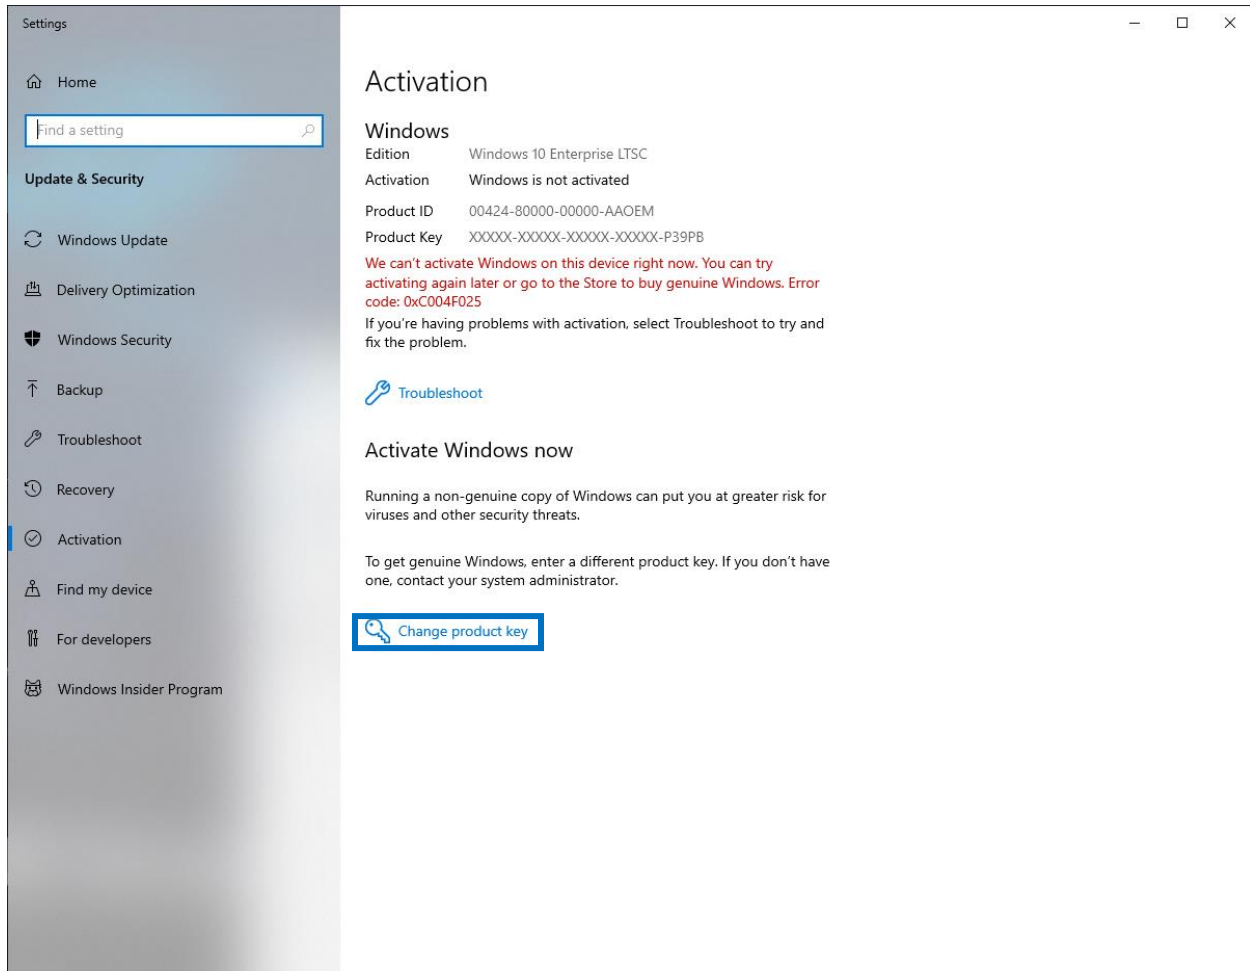 Settings
Home
Find a setting
Update & Security
Windows Update
Delivery Optimization
Windows Security
Backup
Troubleshoot
Recovery
Activation
Find my device
For developers
Windows Insider Program
Activation
Windows
Edition Windows 10 Enterprise LTSC
Activation Windows is not activated
Product ID 00424-80000-00000-AAOEM
Product Key XXXXX-XXXXX-XXXXX-XXXXX-P39PB
We can't activate Windows on this device right now. You can try
activating again later or go to the Store to buy genuine Windows. Error
code: 0xC004F025
If you're having problems with activation, select Troubleshoot to try and
fix the problem.
Troubleshoot
Activate Windows now
Running a non-genuine copy of Windows can put you at greater risk for
viruses and other security threats.
To get genuine Windows, enter a different product key. If you don't have
one, contact your system administrator.
Change product key